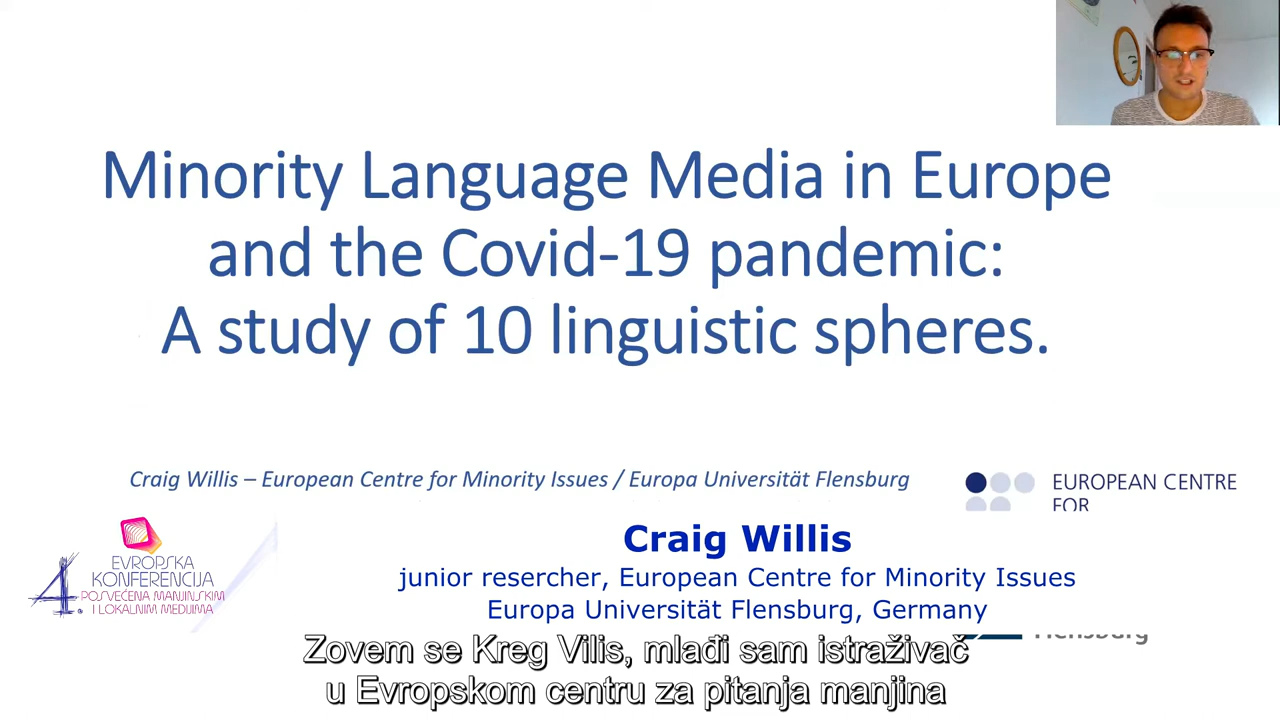 Minority Language Media in Europe
and the Covid-19 pandemic:
A study of 10 linguistic spheres.
Craig Willis – European Centre for Minority Issues / Europa Universität Flensburg
EUROPEAN CENTRE
FOR
Craig Willis
junior resercher, European Centre for Minority Issues
Europa Universität Flensburg, Germany
Flensburg
4.
EVROPSKA
KONFERENCIJA
POSVEĆENA MANJINSKIM
I LOKALNIM MEDIJIMA
Zovem se Kreg Vilis, mlađi sam istraživač
u Evropskom centru za pitanja manjina